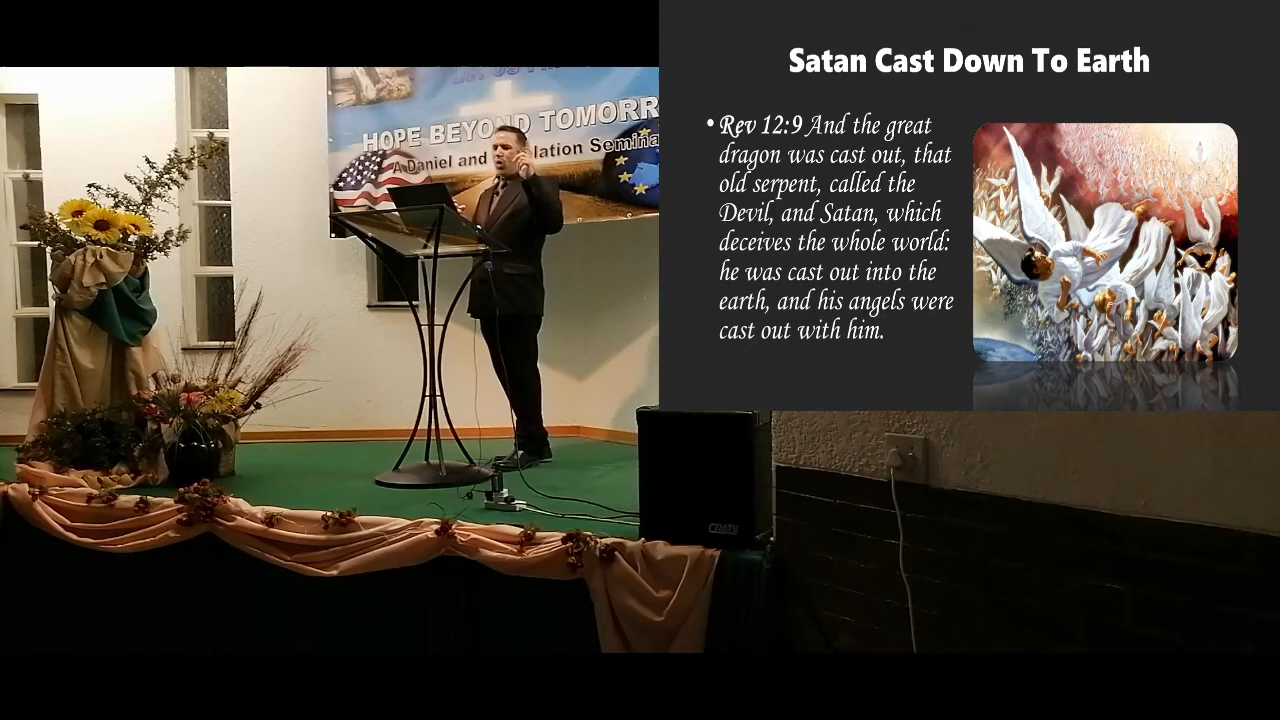 HOPE BEYOND TOMORR
A Daniel and lation Semina
Satan Cast Down To Earth
• Rev 12:9 And the great
dragon was cast out, that
old serpent, called the
Devil, and Satan, which
deceives the whole world:
he was cast out into the
earth, and his angels were
cast out with him.
CRATE